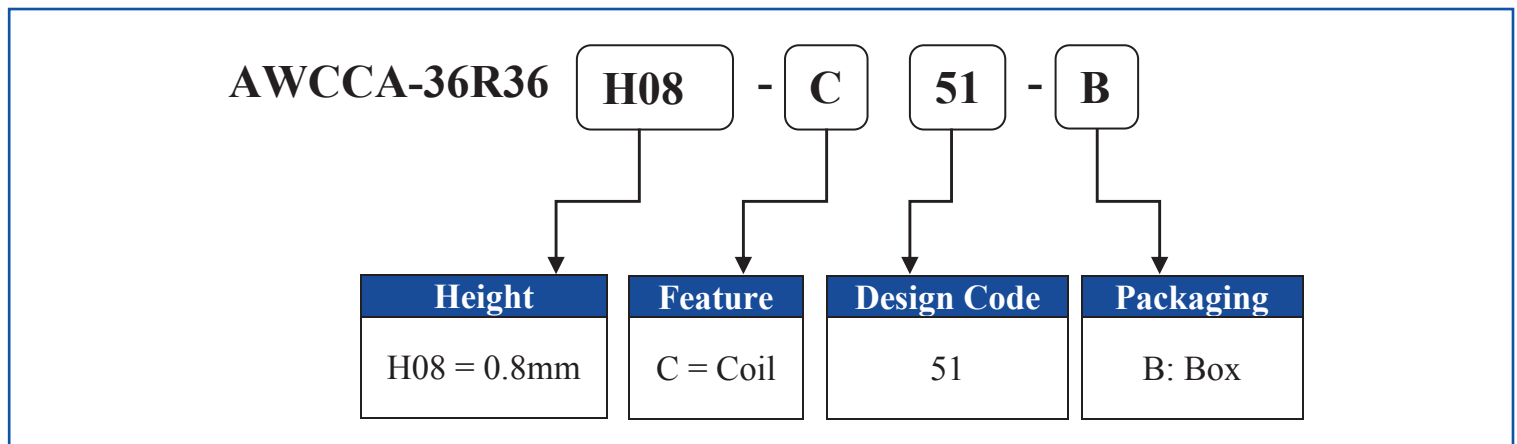 AWCCA-36R36 H08 - C 51 - B
Height Feature Design Code Packaging
H08 = 0.8mm C = Coil 51 B: Box